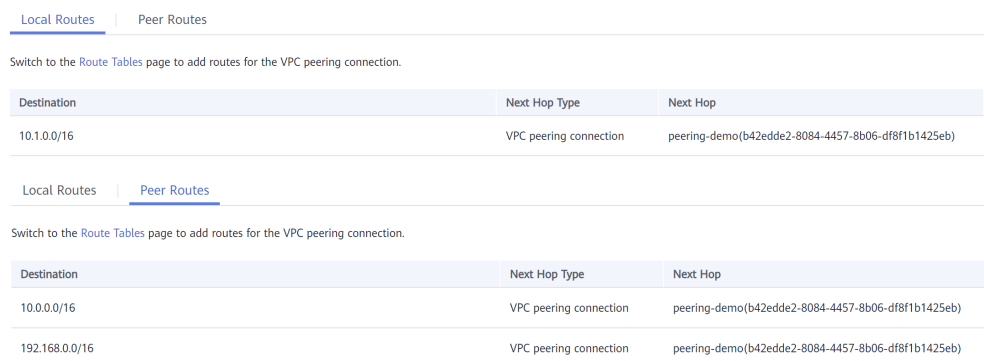 Local Routes | Peer Routes
Switch to the Route Tables page to add routes for the VPC peering connection.
Destination Next Hop Type Next Hop
10.1.0.0/16 VPC peering connection peering-demo(b42edde2-8084-4457-8b06-df8f1b1425eb)
Local Routes | Peer Routes
Switch to the Route Tables page to add routes for the VPC peering connection.
Destination Next Hop Type Next Hop
10.0.0.0/16 VPC peering connection peering-demo(b42edde2-8084-4457-8b06-df8f1b1425eb)
192.168.0.0/16 VPC peering connection peering-demo(b42edde2-8084-4457-8b06-df8f1b1425eb)